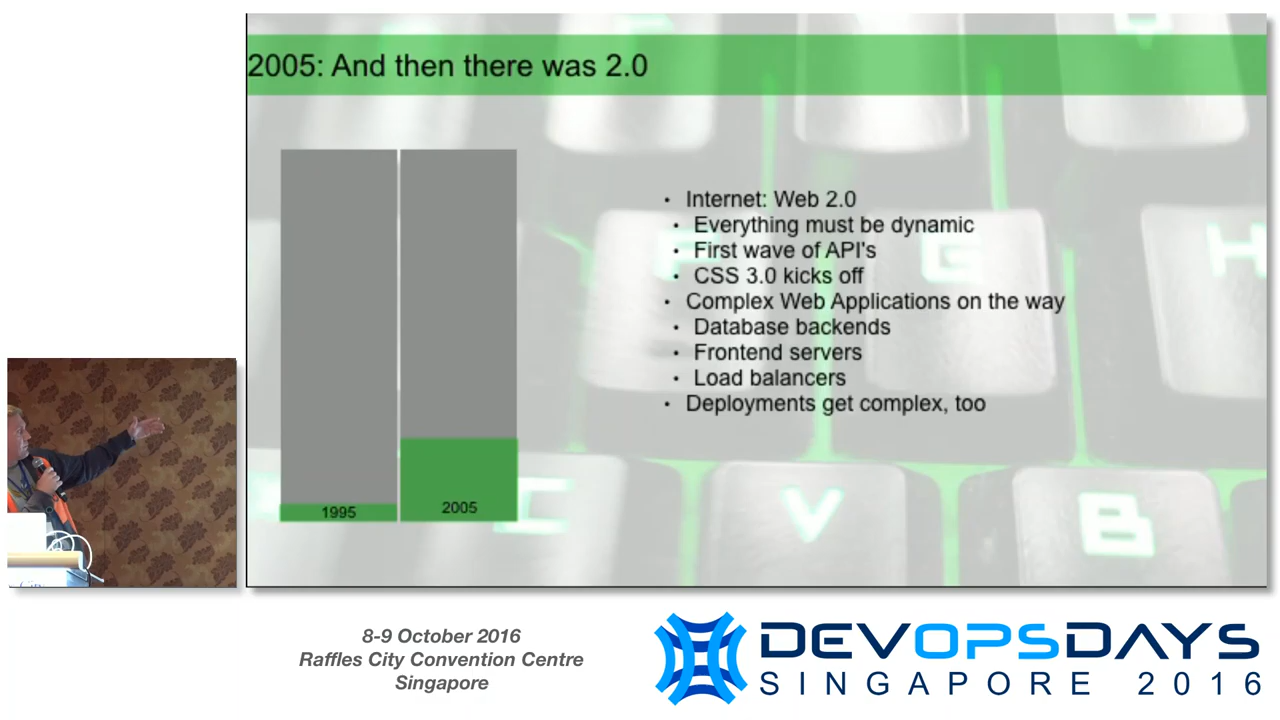 2005: And then there was 2.0
• Internet: Web 2.0
• Everything must be dynamic
• First wave of API's
• CSS 3.0 kicks off
• Complex Web Applications on the way
• Database backends
• Frontend servers
• Load balancers
• Deployments get complex, too
1995
2005
F
G
H
C
V
B
City
8-9 October 2016
Raffles City Convention Centre
Singapore
DEVOPSDAYS
SINGAPORE 2016